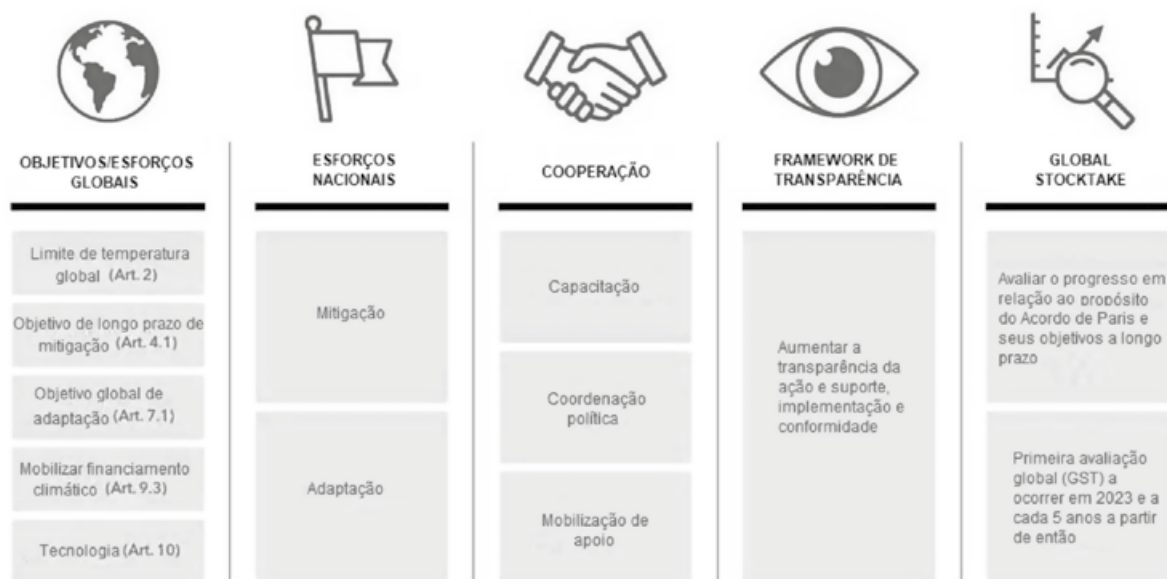 OBJETIVOS/ESFORÇOS
GLOBAIS
Limite de temperatura
global (Art. 2)
Objetivo de longo prazo de
mitigação (Art. 4.1)
Objetivo global de
adaptação (Art. 7.1)
Mobilizar financiamento
climático (Art. 9.3)
Tecnologia (Art. 10)
ESFORÇOS
NACIONAIS
Mitigação
Adaptação
COOPERAÇÃO
Capacitação
Coordenação
política
Mobilização de
apoio
FRAMEWORK DE
TRANSPARÊNCIA
Aumentar a
transparência da
ação e suporte,
implementação e
conformidade
GLOBAL
STOCKTAKE
Avaliar o progresso em
relação ao propósito
do Acordo de Paris e
seus objetivos a longo
prazo
Primeira avaliação
global (GST) a
ocorrer em 2023 e a
cada 5 anos a partir
de então